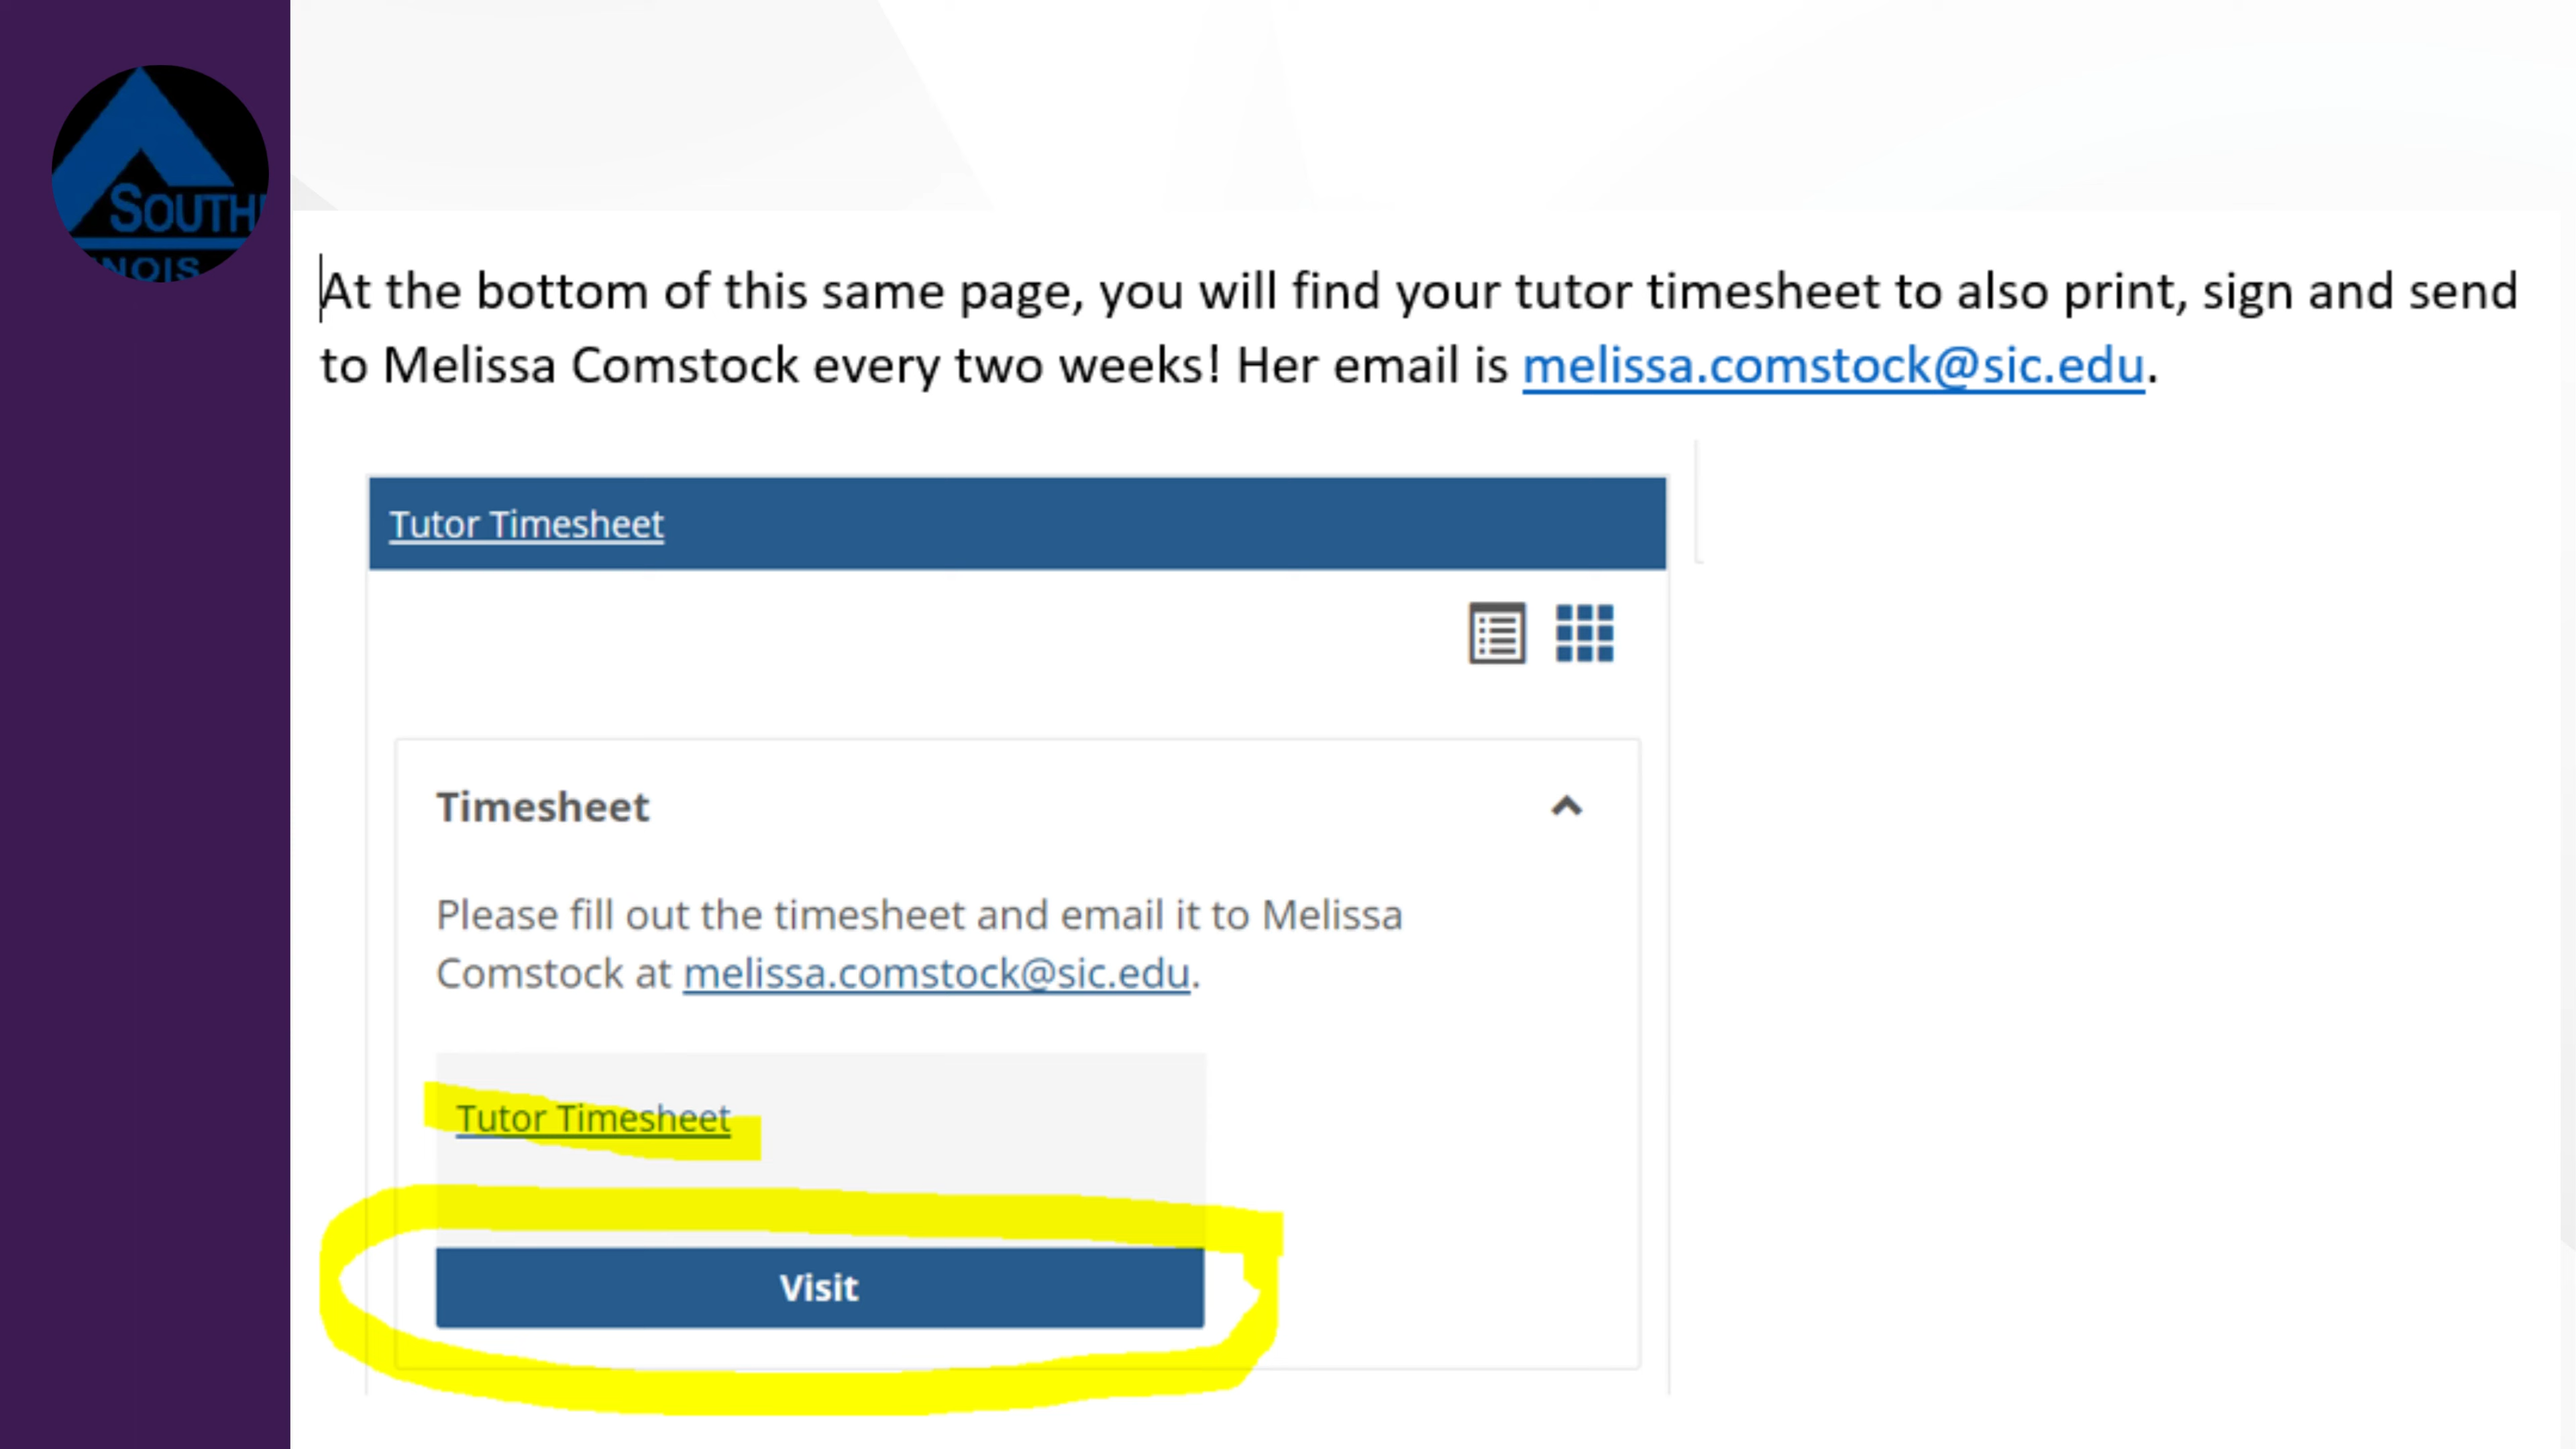 SOUTH
INOIS
At the bottom of this same page, you will find your tutor timesheet to also print, sign and send
to Melissa Comstock every two weeks! Her email is melissa.comstock@sic.edu.
Tutor Timesheet
Timesheet
Please fill out the timesheet and email it to Melissa
Comstock at melissa.comstock@sic.edu.
Tutor Timesheet
Visit